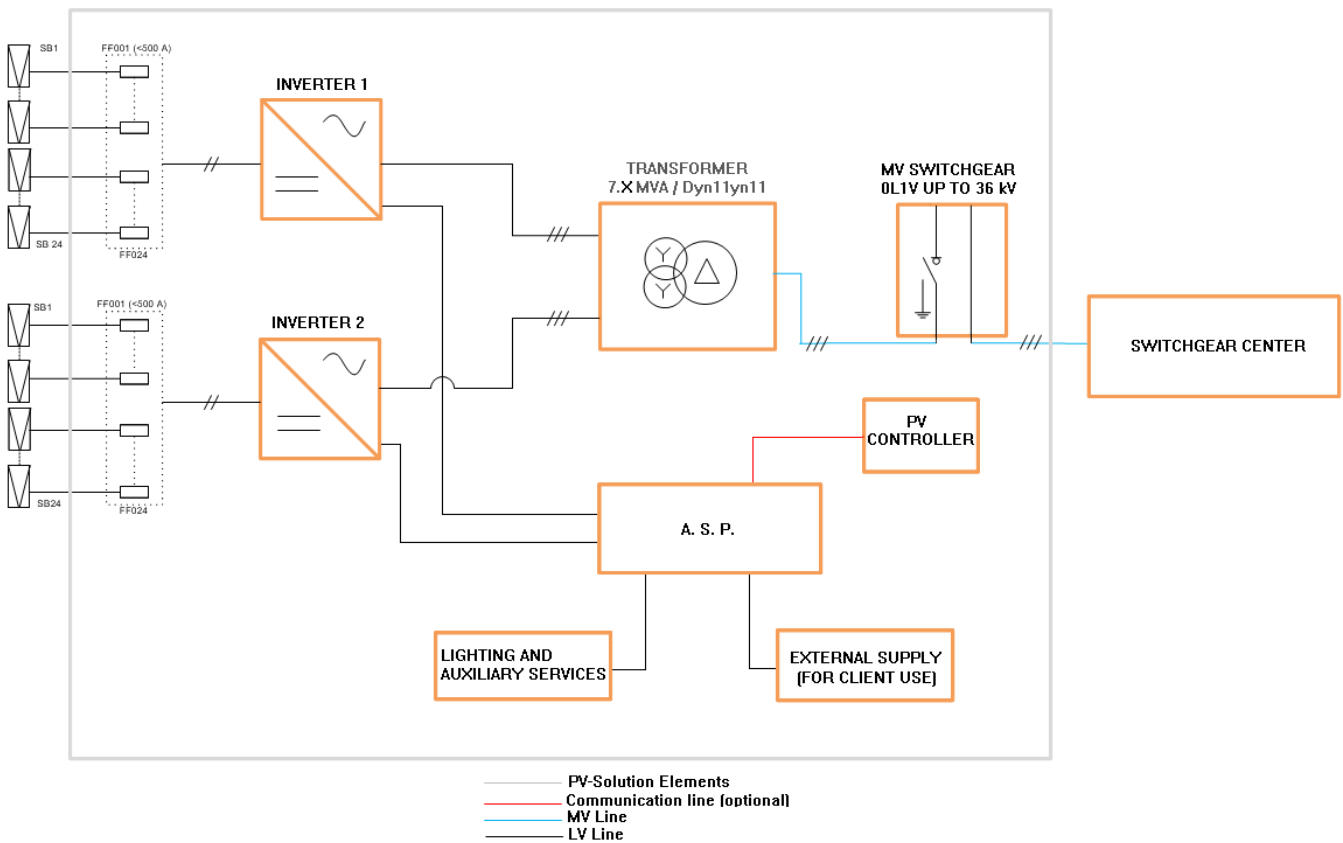 SB1
FF001 (<500 A)
SB 24
FF024
INVERTER 1
TRANSFORMER
7.X MVA / Dyn11yn11
MV SWITCHGEAR
0L1V UP TO 36 kV
SB1
FF001 (<500 A)
SB24
FF024
INVERTER 2
SWITCHGEAR CENTER
PV
CONTROLLER
A. S. P.
LIGHTING AND
AUXILIARY SERVICES
EXTERNAL SUPPLY
(FOR CLIENT USE)
PV-Solution Elements
Communication line (optional)
MV Line
LV Line